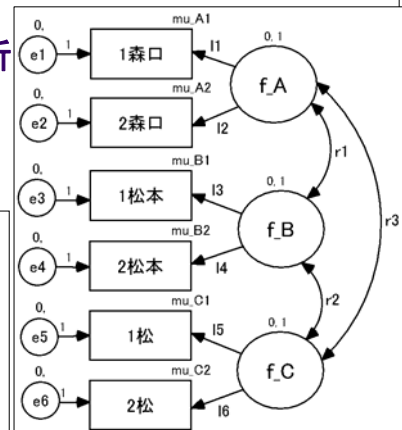 析
0,
e1
1
mu_A1
1森口
l1
0, 1
f_A
0,
e2
1
mu_A2
2森口
l2
r1
0,
e3
1
mu_B1
1松本
l3
0, 1
f_B
r3
0,
e4
1
mu_B2
2松本
l4
r2
0,
e5
1
mu_C1
1松
l5
0, 1
f_C
0,
e6
1
mu_C2
2松
l6